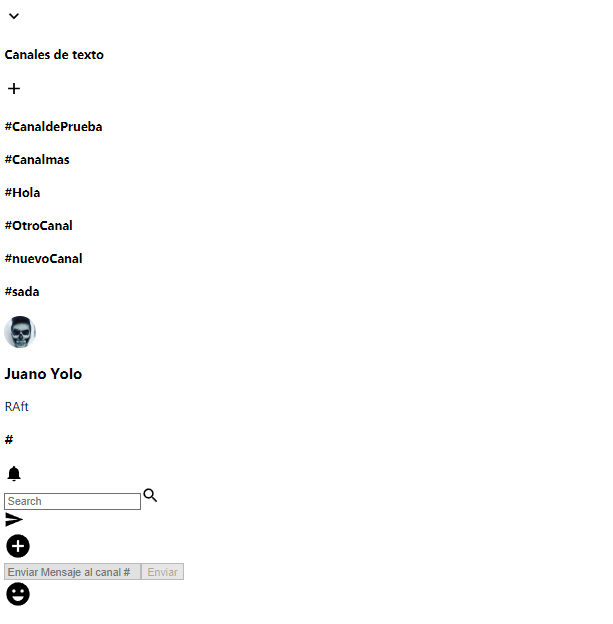 Canales de texto
#CanaldePrueba
#Canalmas
#Hola
#OtroCanal
#nuevoCanal
#sada
Juano Yolo
RAft
#
Search
Enviar Mensaje al canal # Enviar